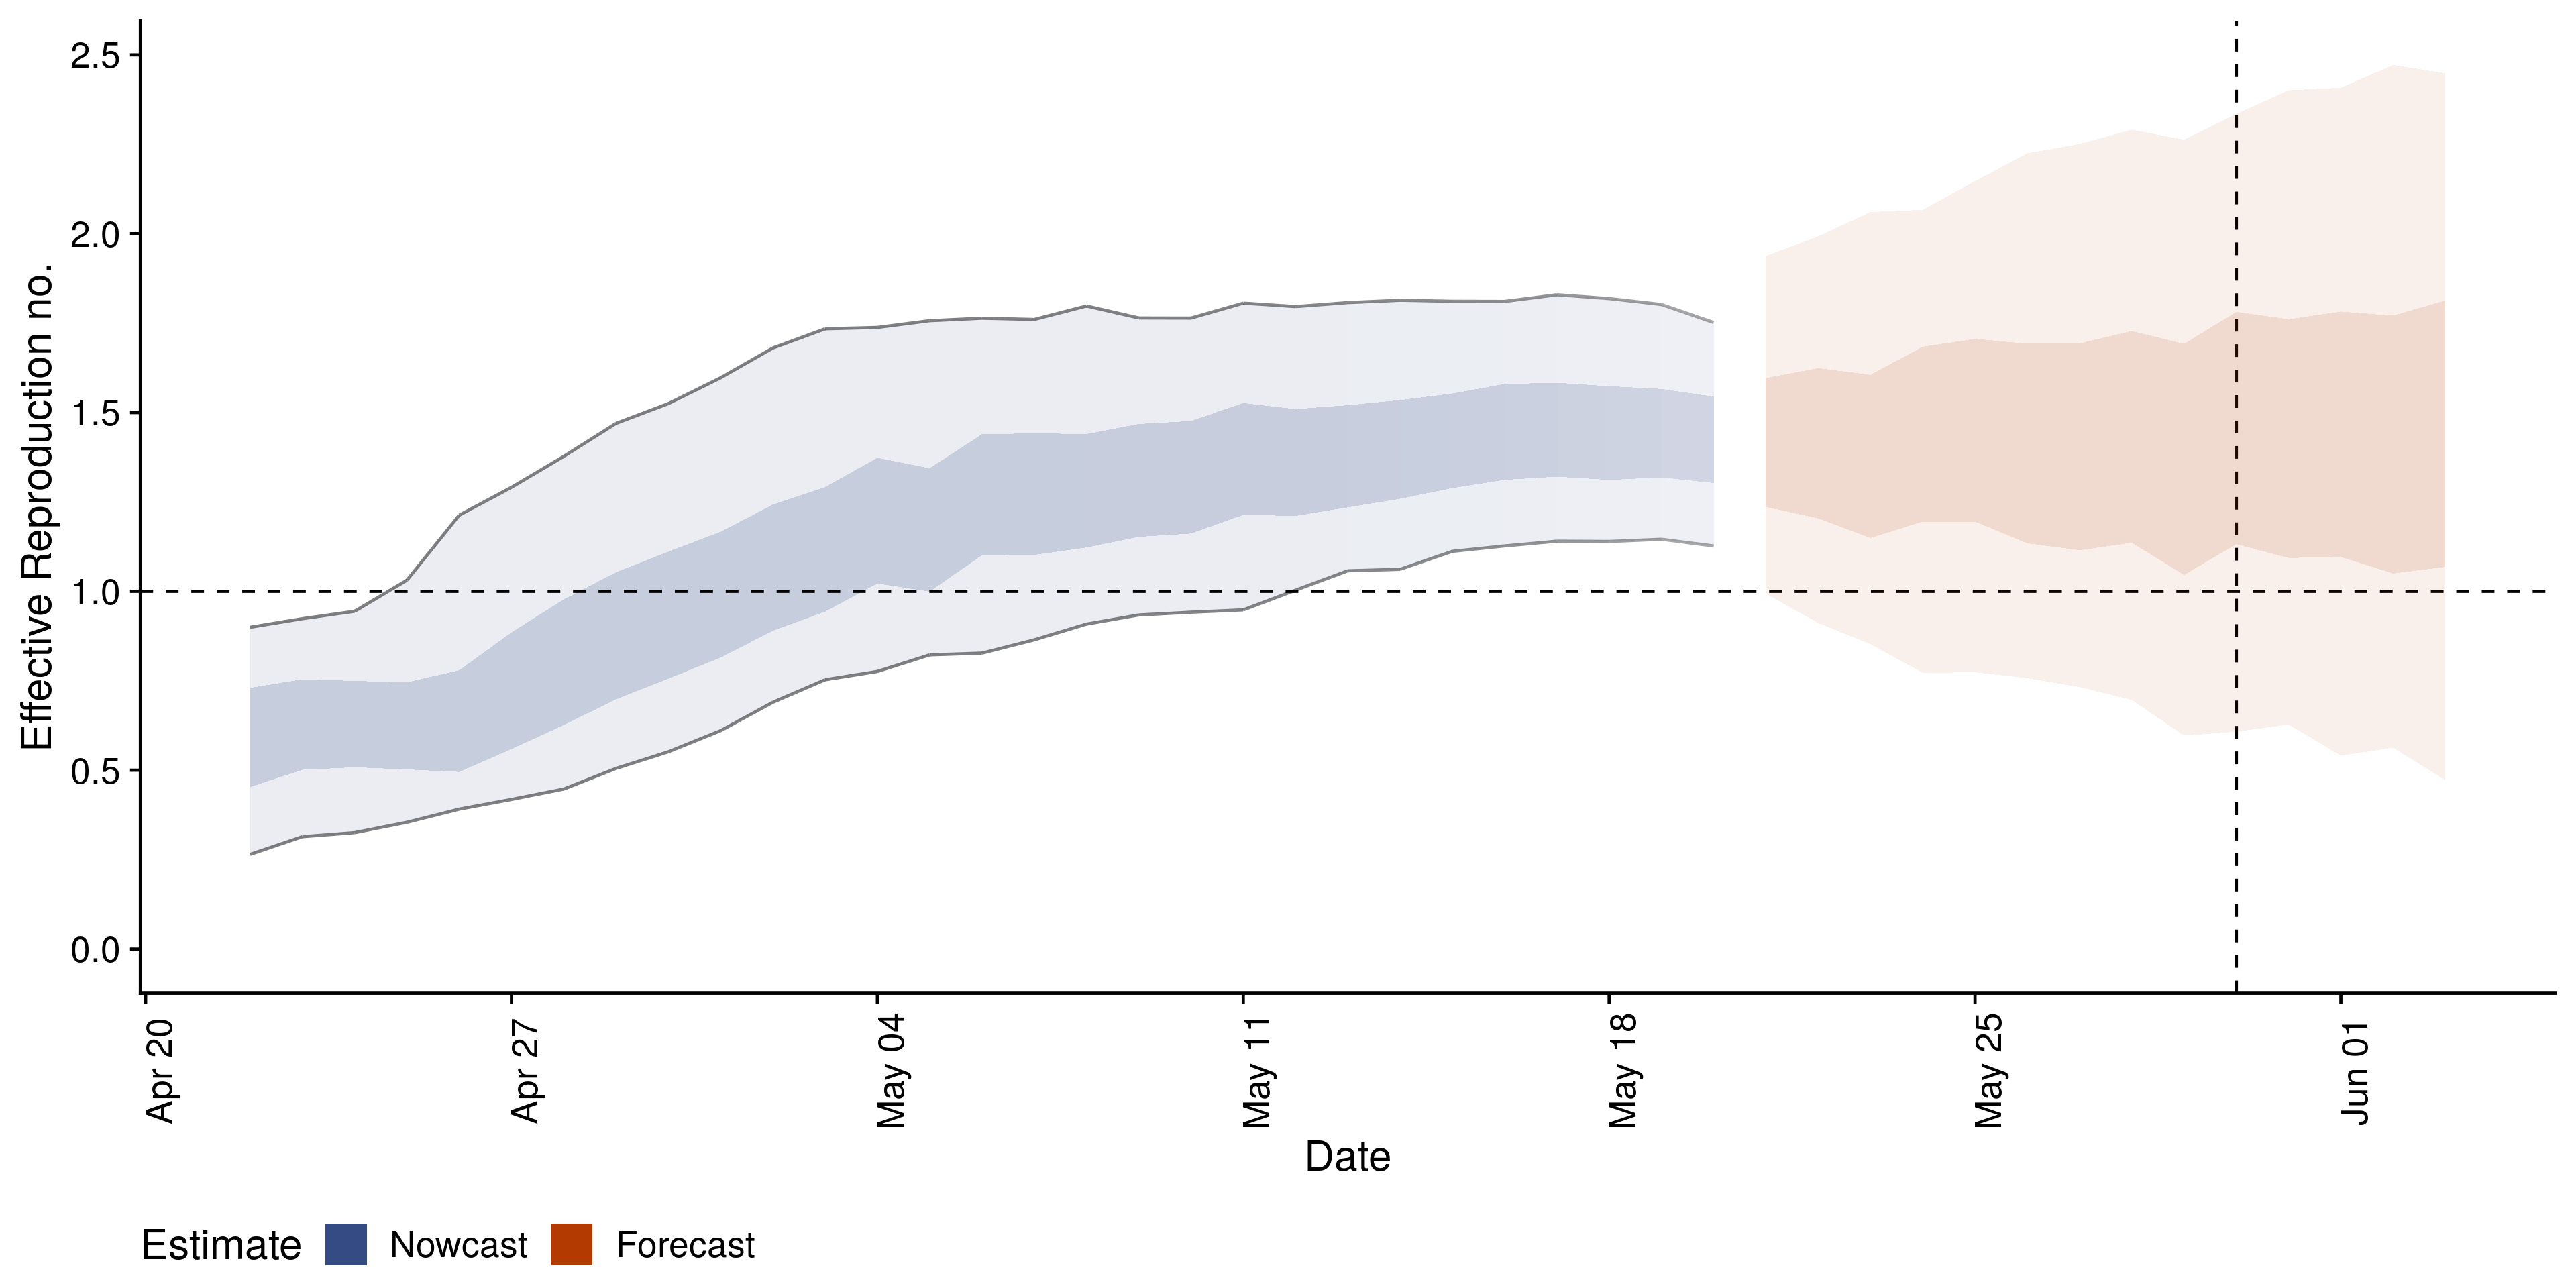 Effective Reproduction no.
2.5
2.0
1.5
1.0
0.5
0.0
Apr 20
Apr 27
May 04
May 11
May 18
May 25
Jun 01
Date
Estimate Nowcast Forecast